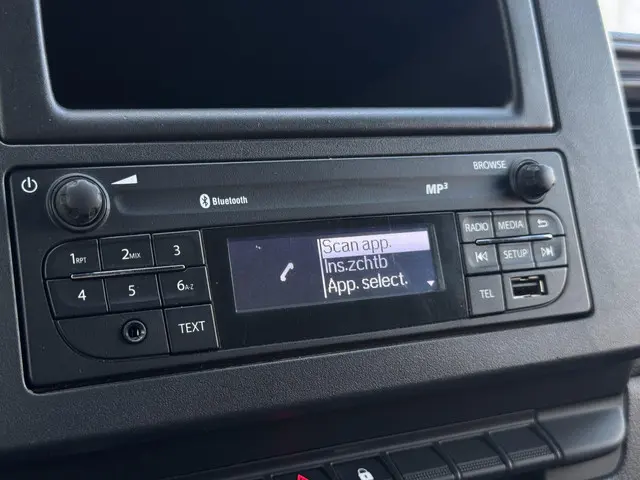 BROWSE
Bluetooth
MP3
1RPT
2MIX
3
4
5
6A-Z
TEXT
Scan app.
Ins.zchtb
App. select.
RADIO
MEDIA
SETUP
TEL